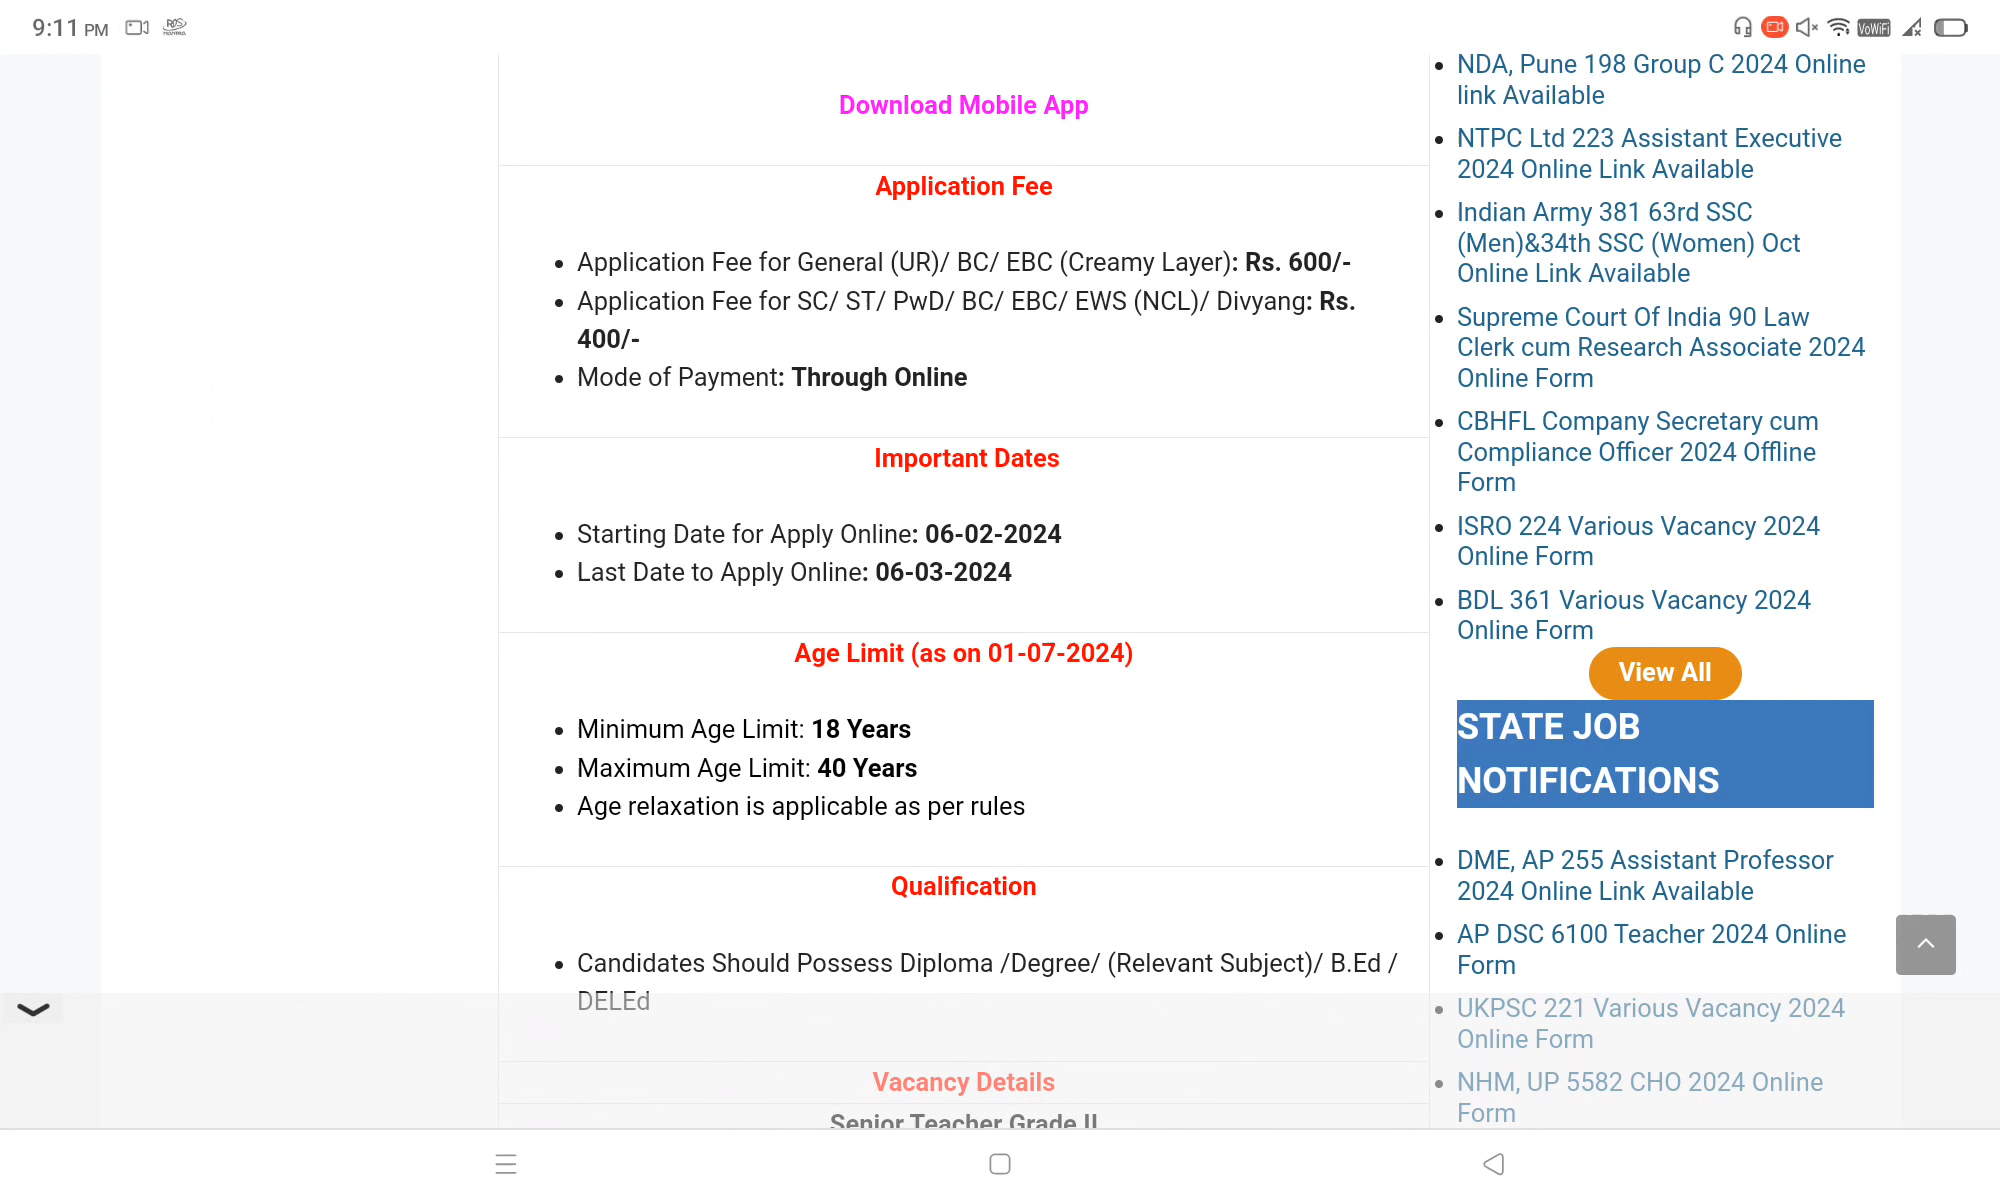 9:11 PM
VoWiFi
Download Mobile App
Application Fee
• Application Fee for General (UR)/ BC/ EBC (Creamy Layer): Rs. 600/-
• Application Fee for SC/ ST/ PwD/ BC/ EBC/ EWS (NCL)/ Divyang: Rs.
400/-
• Mode of Payment: Through Online
Important Dates
• Starting Date for Apply Online: 06-02-2024
• Last Date to Apply Online: 06-03-2024
Age Limit (as on 01-07-2024)
• Minimum Age Limit: 18 Years
• Maximum Age Limit: 40 Years
• Age relaxation is applicable as per rules
Qualification
• Candidates Should Possess Diploma /Degree/ (Relevant Subject)/ B.Ed /
DELEd
Vacancy Details
Senior Teacher Grade II
• NDA, Pune 198 Group C 2024 Online
link Available
• NTPC Ltd 223 Assistant Executive
2024 Online Link Available
• Indian Army 381 63rd SSC
(Men)&34th SSC (Women) Oct
Online Link Available
• Supreme Court Of India 90 Law
Clerk cum Research Associate 2024
Online Form
• CBHFL Company Secretary cum
Compliance Officer 2024 Offline
Form
• ISRO 224 Various Vacancy 2024
Online Form
• BDL 361 Various Vacancy 2024
Online Form
View All
STATE JOB
NOTIFICATIONS
• DME, AP 255 Assistant Professor
2024 Online Link Available
• AP DSC 6100 Teacher 2024 Online
Form
• UKPSC 221 Various Vacancy 2024
Online Form
• NHM, UP 5582 CHO 2024 Online
Form